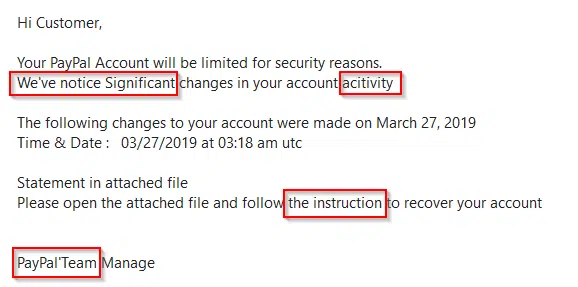 Hi Customer,
Your PayPal Account will be limited for security reasons.
We've notice Significant changes in your account acitivity
The following changes to your account were made on March 27, 2019
Time & Date :   03/27/2019 at 03:18 am utc
Statement in attached file
Please open the attached file and follow the instruction to recover your account
PayPal'Team Manage